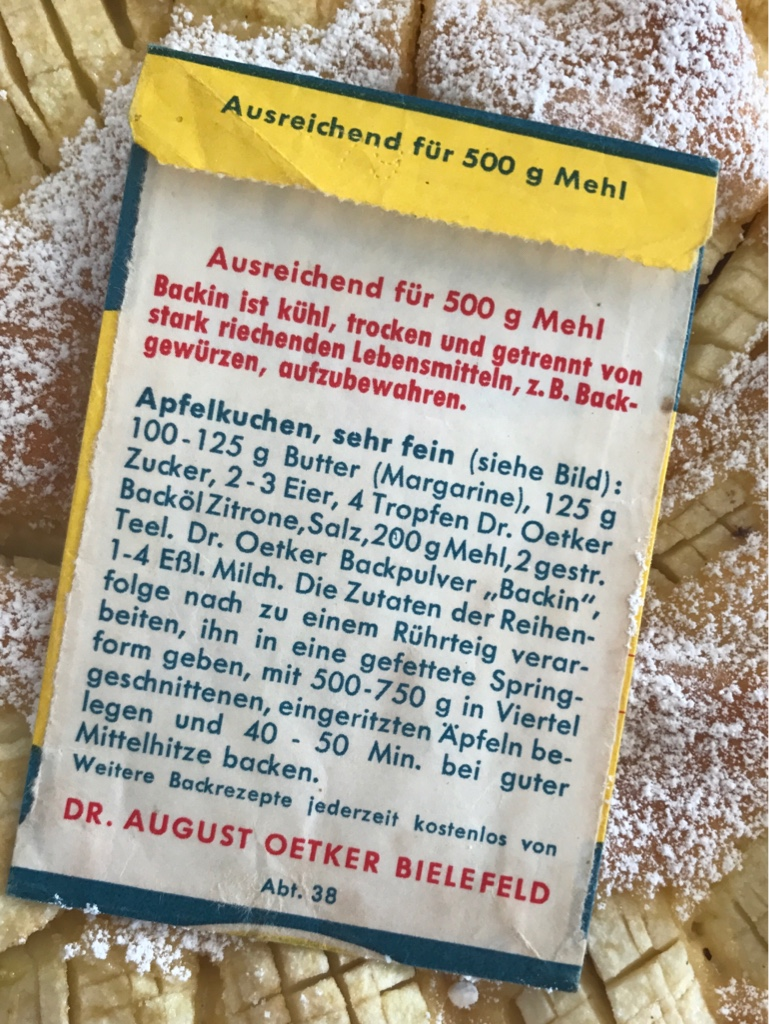 Ausreichend für 500 g Mehl
Ausreichend für 500 g Mehl
Backin ist kühl, trocken und getrennt von
stark riechenden Lebensmitteln, z. B. Back-
gewürzen, aufzubewahren.
Apfelkuchen, sehr fein (siehe Bild):
100-125 g Butter (Margarine), 125 g
Zucker, 2-3 Eier, 4 Tropfen Dr. Oetker
Backöl Zitrone, Salz, 200 g Mehl, 2 gestr.
Teel. Dr. Oetker Backpulver „Backin“,
1-4 Eßl. Milch. Die Zutaten der Reihen-
folge nach zu einem Rührteig verar-
beiten, ihn in eine gefettete Spring-
form geben, mit 500-750 g in Viertel
geschnittenen, eingeritzten Äpfeln be-
legen und 40 - 50 Min. bei guter
Mittelhitze backen.
Weitere Backrezepte jederzeit kostenlos von
DR. AUGUST OETKER BIELEFELD
Abt. 38